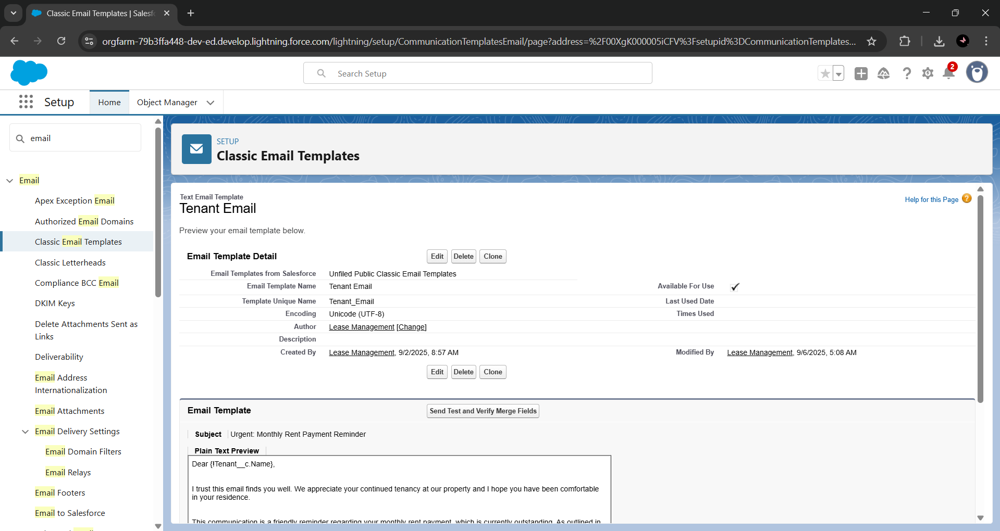 Classic Email Templates | Salesf
orgfarm-79b3ffa448-dev-ed.develop.lightning.force.com/lightning/setup/CommunicationTemplatesEmail/page?address=%2F00XgK000005iCFV%3Fsetupid%3DCommunicationTemplates...
Search Setup
2
Setup
Home
Object Manager
email
Email
Apex Exception Email
Authorized Email Domains
Classic Email Templates
Classic Letterheads
Compliance BCC Email
DKIM Keys
Delete Attachments Sent as
Links
Deliverability
Email Address
Internationalization
Email Attachments
Email Delivery Settings
Email Domain Filters
Email Relays
Email Footers
Email to Salesforce
SETUP
Classic Email Templates
Text Email Template
Tenant Email
Help for this Page ?
Preview your email template below.
Email Template Detail
Edit Delete Clone
Email Templates from Salesforce Unfiled Public Classic Email Templates
Email Template Name Tenant Email Available For Use
Template Unique Name Tenant_Email Last Used Date
Encoding Unicode (UTF-8) Times Used
Author Lease Management [Change]
Description
Created By Lease Management, 9/2/2025, 8:57 AM Modified By Lease Management, 9/6/2025, 5:08 AM
Edit Delete Clone
Email Template
Send Test and Verify Merge Fields
Subject Urgent: Monthly Rent Payment Reminder
Plain Text Preview
Dear {!Tenant__c.Name},
I trust this email finds you well. We appreciate your continued tenancy at our property and I hope you have been comfortable
in your residence.
This communication is a friendly reminder regarding your monthly rent payment, which is currently outstanding. As outlined in